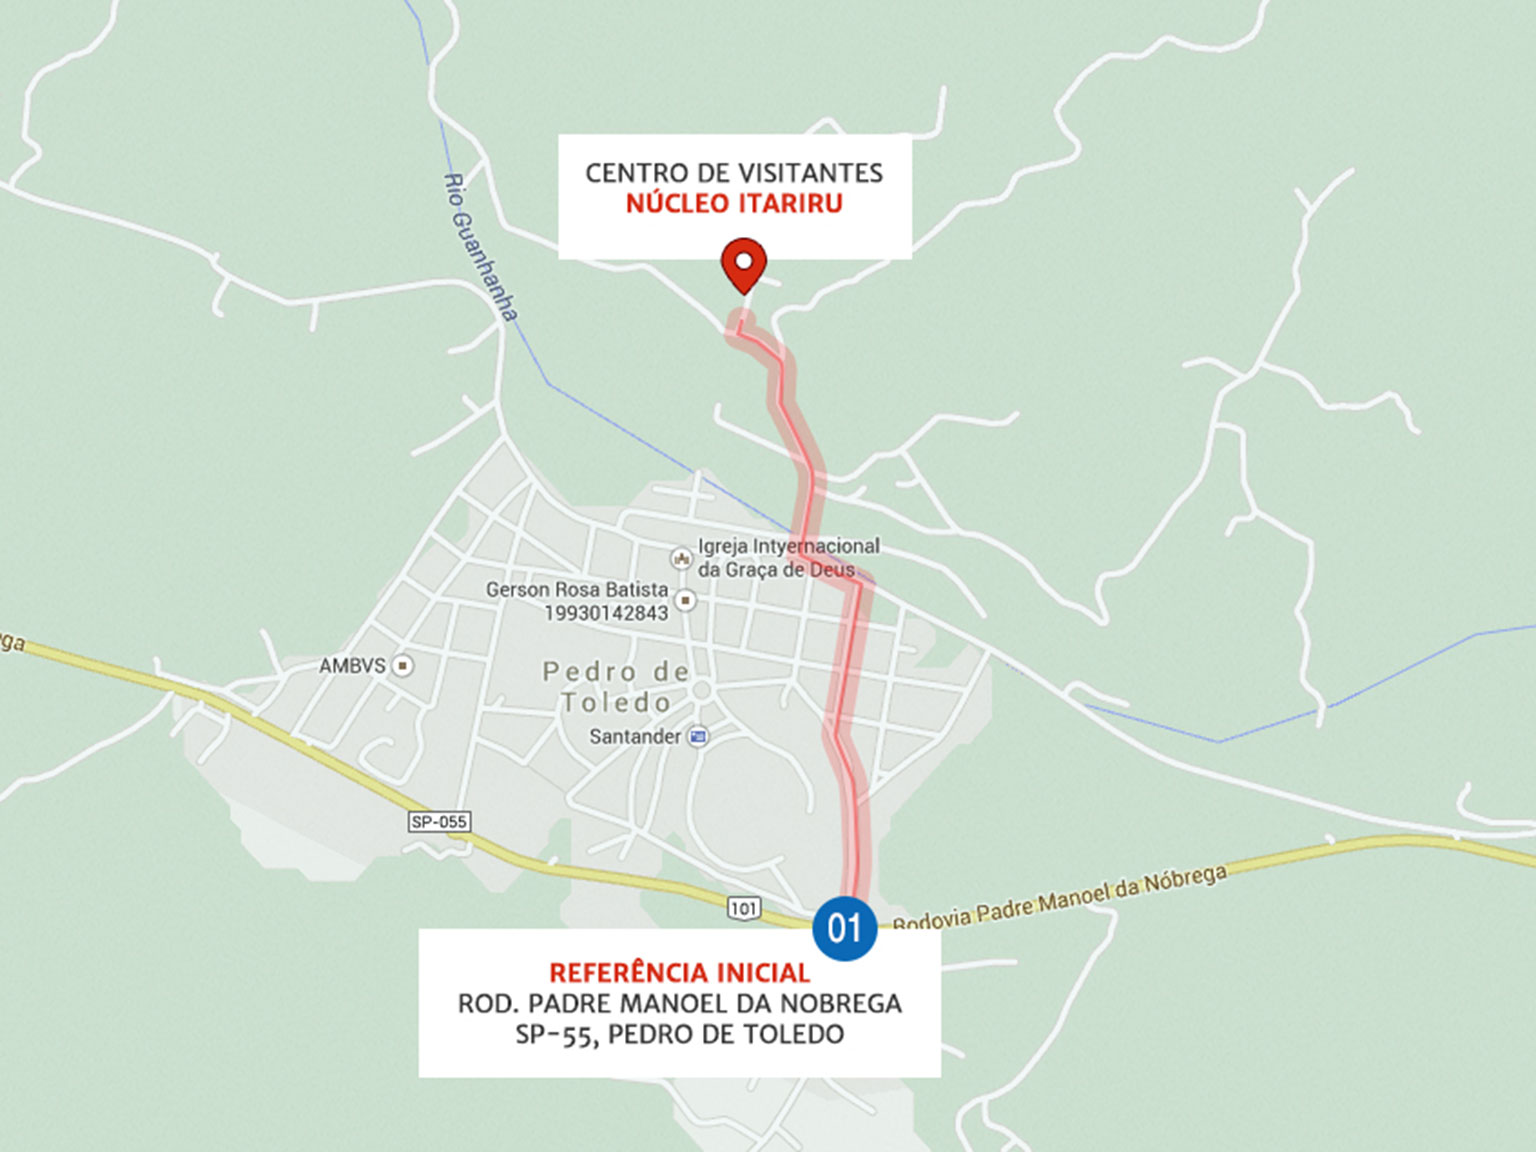 CENTRO DE VISITANTES
NÚCLEO ITARIRU
Rio Guanhanha
Igreja Intyernacional
da Graça de Deus
Gerson Rosa Batista
19930142843
ga
AMBVS
Pedro de
Toledo
Santander
SP-055
101
01
Rodovia Padre Manoel da Nóbrega
REFERÊNCIA INICIAL
ROD. PADRE MANOEL DA NOBREGA
SP-55, PEDRO DE TOLEDO